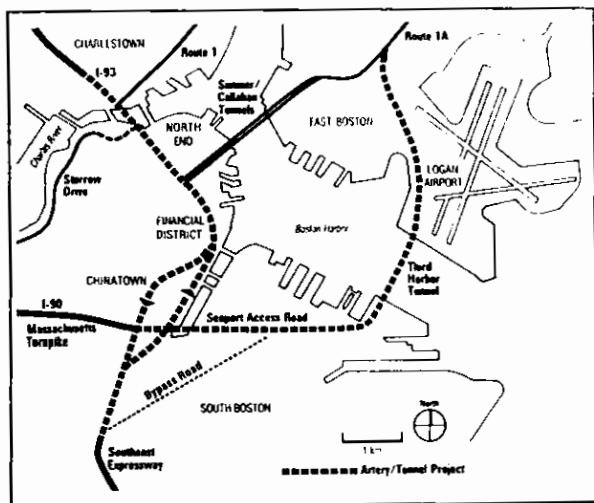 CHARLESTOWN
Route 1
Route 1A
I-93
Sumner/
Callahan
Tunnels
NORTH
END
EAST BOSTON
Charles River
Storrow
Drive
LOGAN
AIRPORT
FINANCIAL
DISTRICT
Boston Harbor
CHINATOWN
Third
Harbor
Tunnel
I-90
Massachusetts
Turnpike
Seaport Access Road
Bypass Road
SOUTH BOSTON
North
1 km
Southeast
Expressway
Artery/Tunnel Project